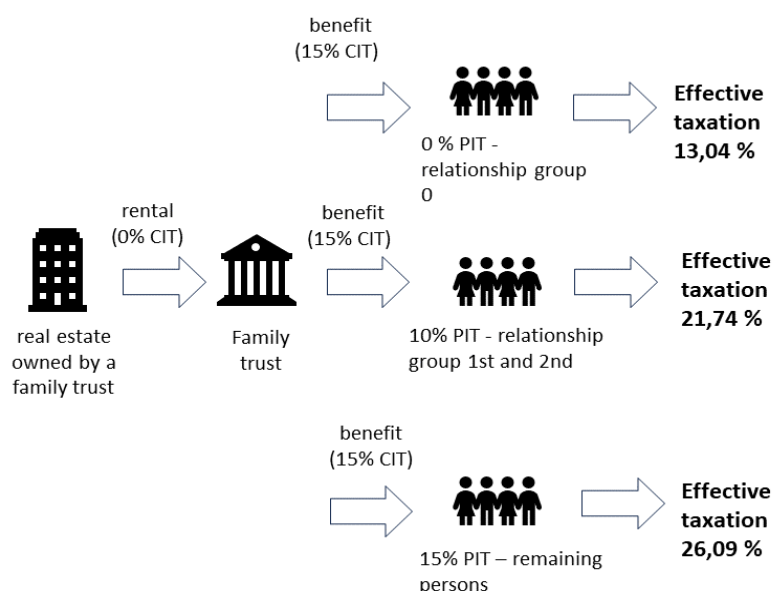 benefit
(15% CIT)
0 % PIT -
relationship group
0
Effective
taxation
13,04 %
rental
(0% CIT)
benefit
(15% CIT)
real estate
owned by a
family trust
Family
trust
10% PIT - relationship
group 1st and 2nd
Effective
taxation
21,74 %
benefit
(15% CIT)
15% PIT – remaining
persons
Effective
taxation
26,09 %